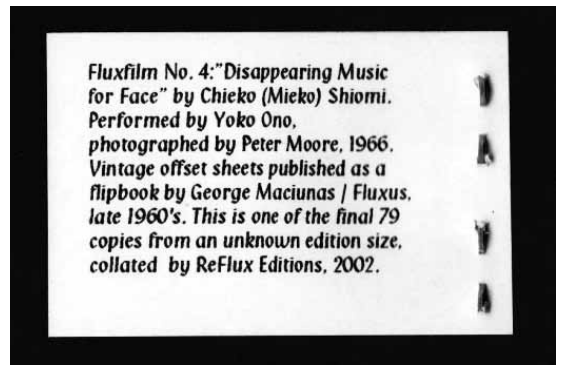 Fluxfilm No. 4:"Disappearing Music
for Face" by Chieko (Mieko) Shiomi.
Performed by Yoko Ono,
photographed by Peter Moore, 1966.
Vintage offset sheets published as a
flipbook by George Maciunas / Fluxus,
late 1960's. This is one of the final 79
copies from an unknown edition size,
collated by ReFlux Editions, 2002.